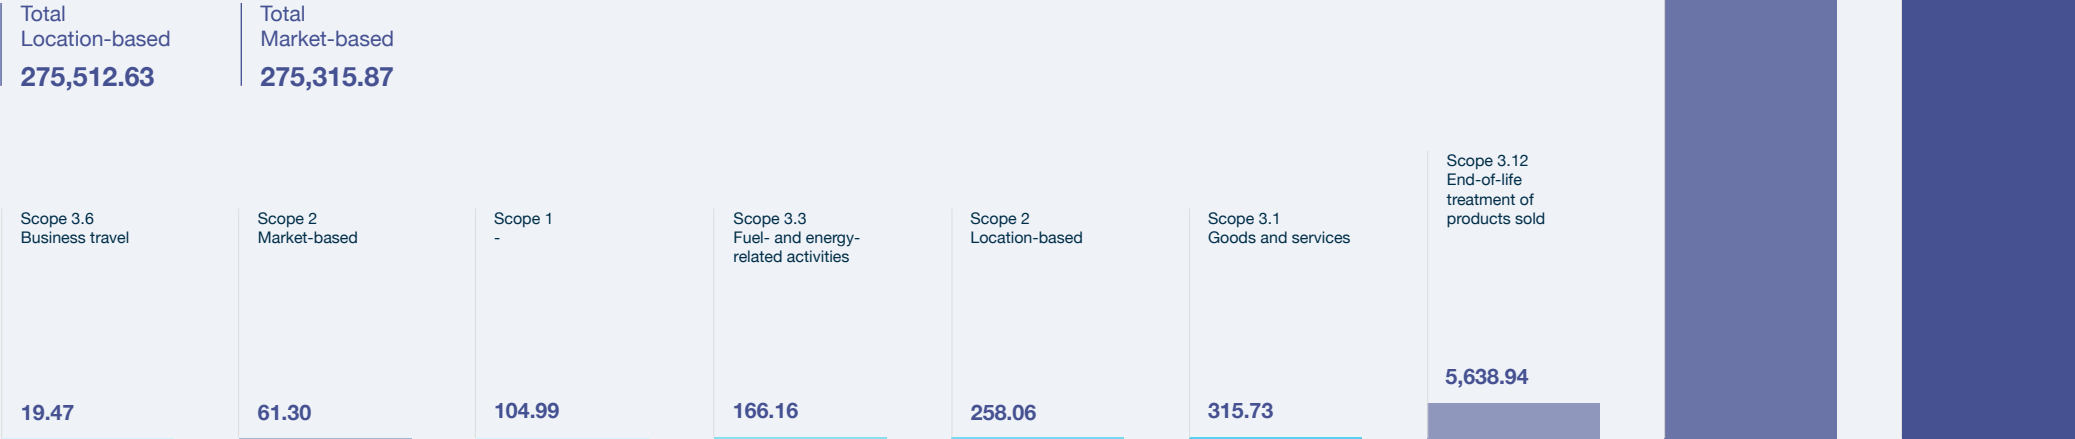 Total
Location-based
275,512.63
Total
Market-based
275,315.87
Scope 3.6
Business travel
19.47
Scope 2
Market-based
61.30
Scope 1
-
104.99
Scope 3.3
Fuel- and energy-
related activities
166.16
Scope 2
Location-based
258.06
Scope 3.1
Goods and services
315.73
Scope 3.12
End-of-life
treatment of
products sold
5,638.94